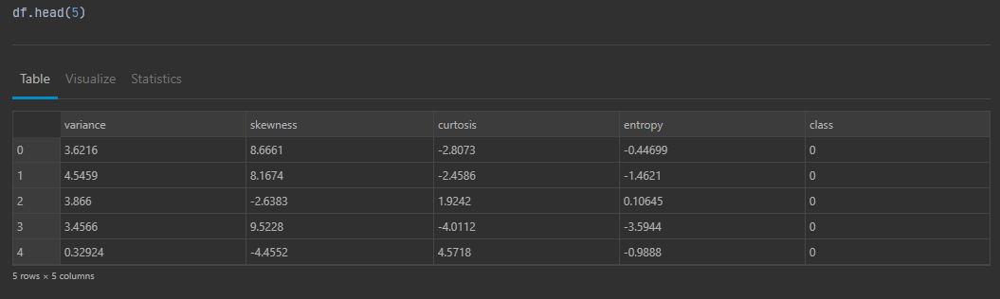 df.head(5)
Table Visualize Statistics
variance skewness curtosis entropy class
0 3.6216 8.6661 -2.8073 -0.44699 0
1 4.5459 8.1674 -2.4586 -1.4621 0
2 3.866 -2.6383 1.9242 0.10645 0
3 3.4566 9.5228 -4.0112 -3.5944 0
4 0.32924 -4.4552 4.5718 -0.9888 0
5 rows × 5 columns